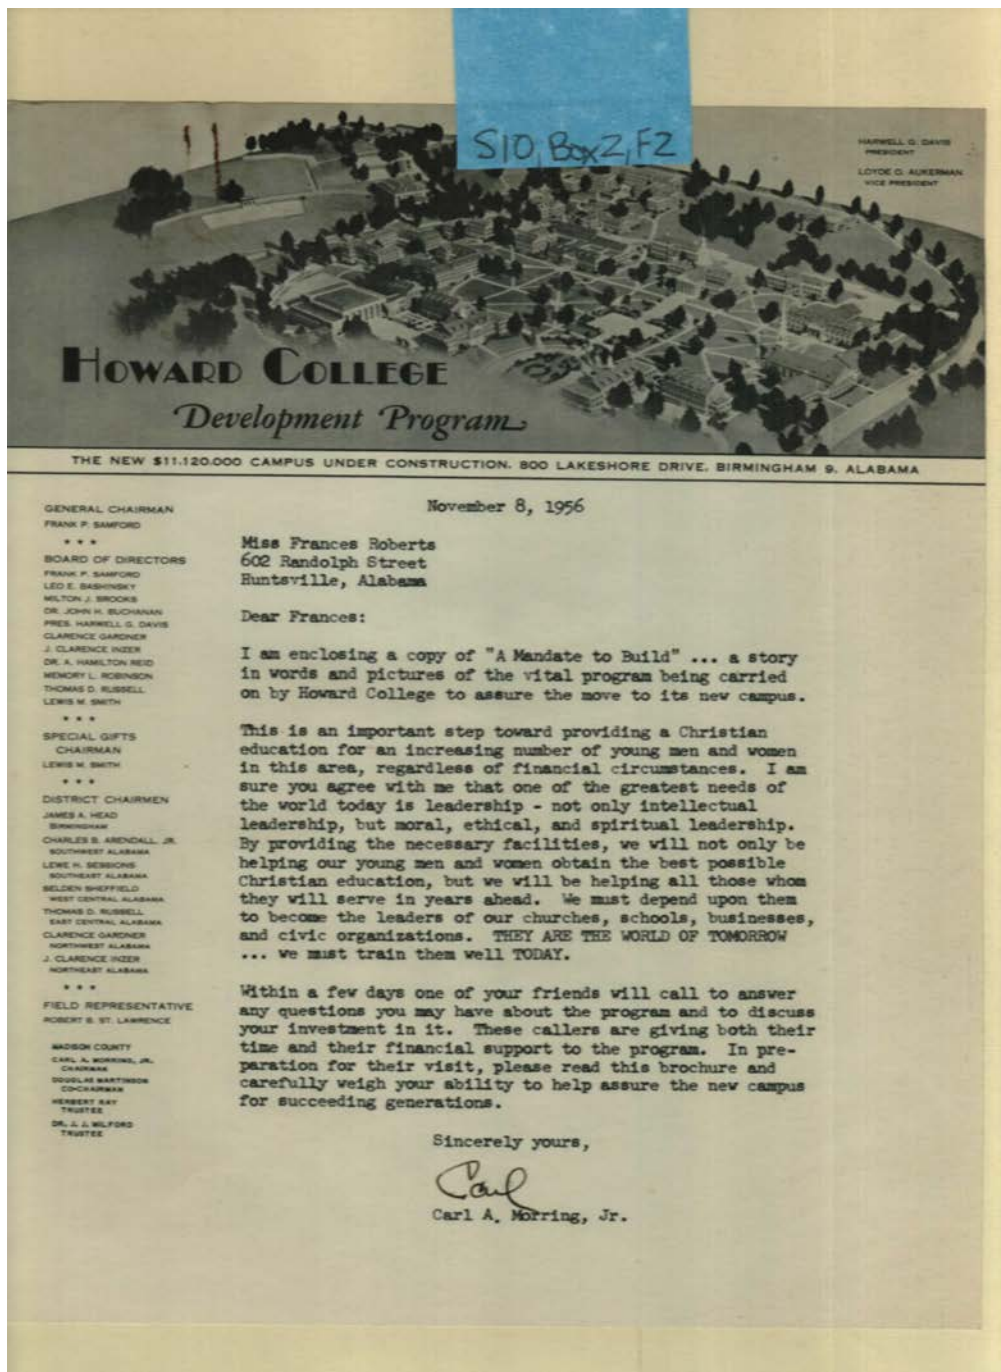 S10, Box 2, F2
HARWELL G. DAVIS
PRESIDENT
LOYDE O. AUKERMAN
VICE PRESIDENT
HOWARD COLLEGE
Development Program
THE NEW $11,120,000 CAMPUS UNDER CONSTRUCTION, 800 LAKESHORE DRIVE, BIRMINGHAM 9, ALABAMA
GENERAL CHAIRMAN
FRANK P. SAMFORD
* * *
BOARD OF DIRECTORS
FRANK P. SAMFORD
LEO E. BASHINSKY
MILTON J. BROOKS
DR. JOHN H. BUCHANAN
PRES. HARWELL G. DAVIS
CLARENCE GARDNER
J. CLARENCE INZER
DR. A. HAMILTON REID
MEMORY L. ROBINSON
THOMAS D. RUSSELL
LEWIS M. SMITH
* * *
SPECIAL GIFTS
CHAIRMAN
LEWIS M. SMITH
* * *
DISTRICT CHAIRMEN
JAMES A. HEAD
BIRMINGHAM
CHARLES B. ARENDALL, JR.
SOUTHWEST ALABAMA
LEWE H. SESSIONS
SOUTHEAST ALABAMA
BELDEN SHEFFIELD
WEST CENTRAL ALABAMA
THOMAS D. RUSSELL
EAST CENTRAL ALABAMA
CLARENCE GARDNER
NORTHWEST ALABAMA
J. CLARENCE INZER
NORTHEAST ALABAMA
* * *
FIELD REPRESENTATIVE
ROBERT B. ST. LAWRENCE
MADISON COUNTY
CARL A. MORRING, JR.
CHAIRMAN
DOUGLAS MARTINSON
CO-CHAIRMAN
HERBERT RAY
TRUSTEE
DR. J. J. MILFORD
TRUSTEE
November 8, 1956
Miss Frances Roberts
602 Randolph Street
Huntsville, Alabama
Dear Frances:
I am enclosing a copy of "A Mandate to Build" ... a story
in words and pictures of the vital program being carried
on by Howard College to assure the move to its new campus.
This is an important step toward providing a Christian
education for an increasing number of young men and women
in this area, regardless of financial circumstances. I am
sure you agree with me that one of the greatest needs of
the world today is leadership - not only intellectual
leadership, but moral, ethical, and spiritual leadership.
By providing the necessary facilities, we will not only be
helping our young men and women obtain the best possible
Christian education, but we will be helping all those whom
they will serve in years ahead. We must depend upon them
to become the leaders of our churches, schools, businesses,
and civic organizations. THEY ARE THE WORLD OF TOMORROW
... we must train them well TODAY.
Within a few days one of your friends will call to answer
any questions you may have about the program and to discuss
your investment in it. These callers are giving both their
time and their financial support to the program. In pre-
paration for their visit, please read this brochure and
carefully weigh your ability to help assure the new campus
for succeeding generations.
Sincerely yours,
Carl
Carl A. Morring, Jr.